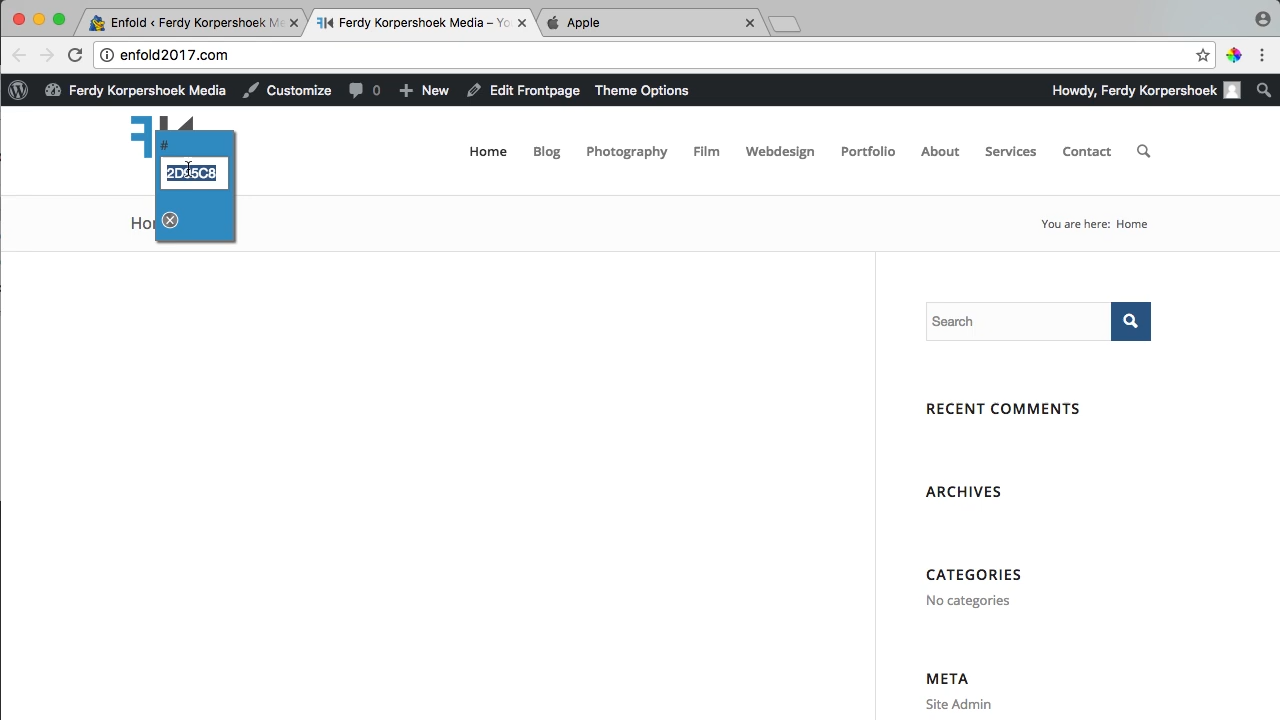 Enfold ‹ Ferdy Korpershoek Me
Ferdy Korpershoek Media – Yo
Apple
enfold2017.com
Ferdy Korpershoek Media
Customize
0
New
Edit Frontpage
Theme Options
Howdy, Ferdy Korpershoek
#
Home
Blog
Photography
Film
Webdesign
Portfolio
About
Services
Contact
You are here: Home
Search
RECENT COMMENTS
ARCHIVES
CATEGORIES
No categories
META
Site Admin